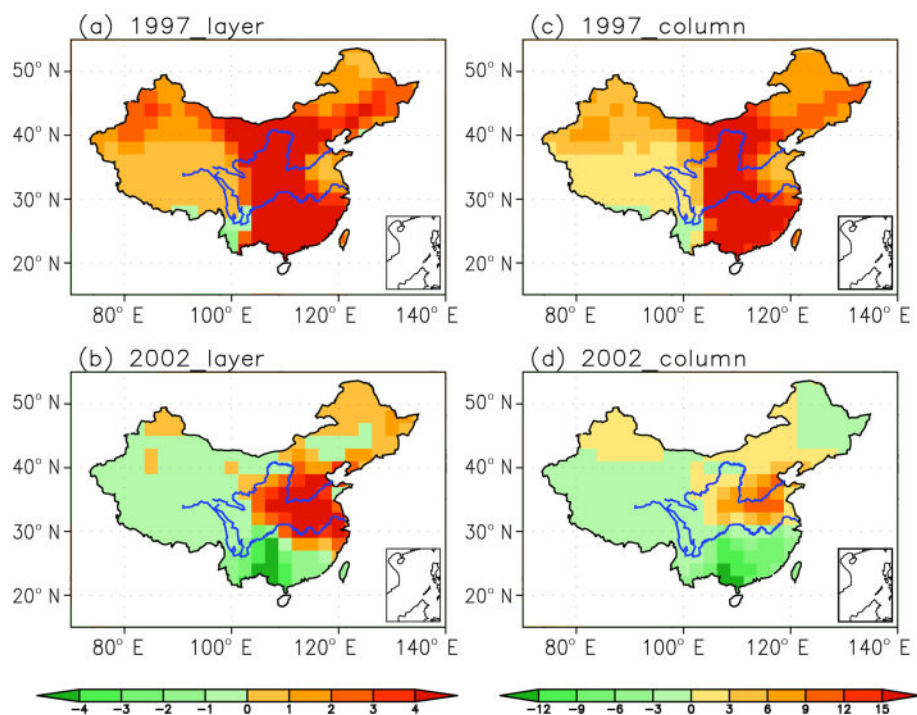 (a) 1997_layer
50° N
40° N
30° N
20° N
80° E 100° E 120° E 140° E
(c) 1997_column
50° N
40° N
30° N
20° N
80° E 100° E 120° E 140° E
(b) 2002_layer
50° N
40° N
30° N
20° N
80° E 100° E 120° E 140° E
(d) 2002_column
50° N
40° N
30° N
20° N
80° E 100° E 120° E 140° E
-4 -3 -2 -1 0 1 2 3 4
-12 -9 -6 -3 0 3 6 9 12 15